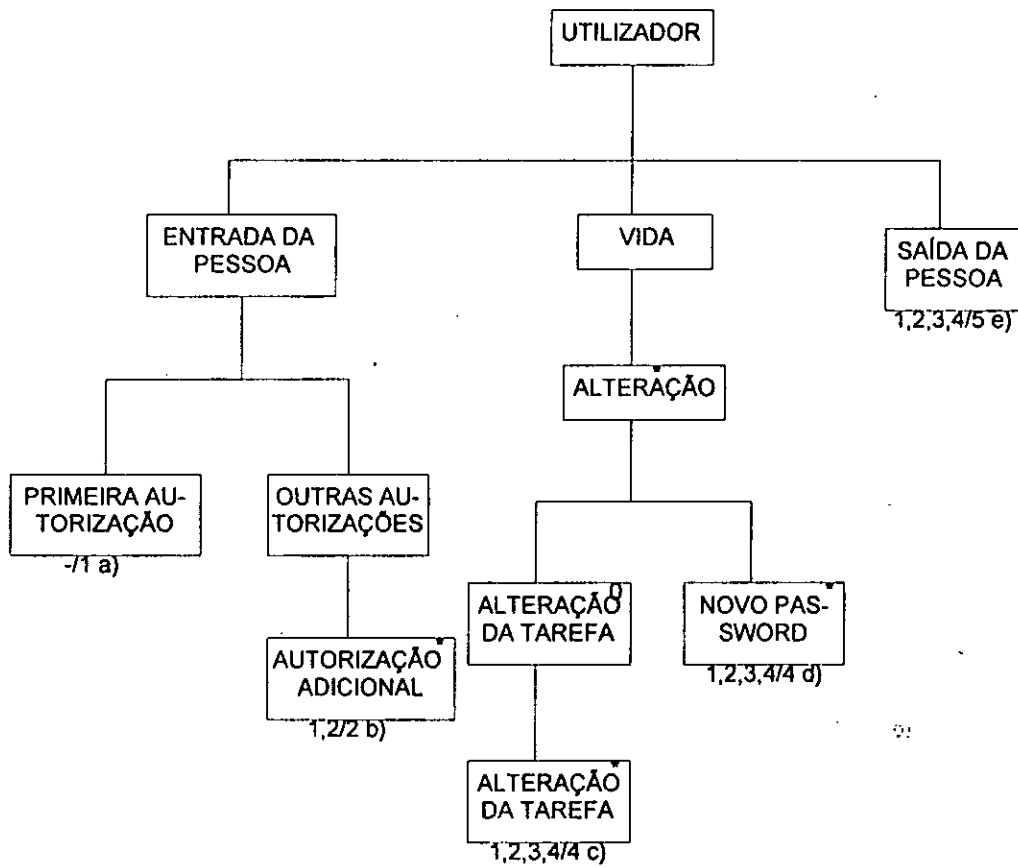 UTILIZADOR
ENTRADA DA
PESSOA
VIDA
SAÍDA DA
PESSOA
1,2,3,4/5 e)
*
ALTERAÇÃO
PRIMEIRA AU-
TORIZAÇÃO
-/1 a)
OUTRAS AU-
TORIZAÇÕES
0
ALTERAÇÃO
DA TAREFA
*
NOVO PAS-
SWORD
1,2,3,4/4 d)
*
AUTORIZAÇÃO
ADICIONAL
1,2/2 b)
*
ALTERAÇÃO
DA TAREFA
1,2,3,4/4 c)